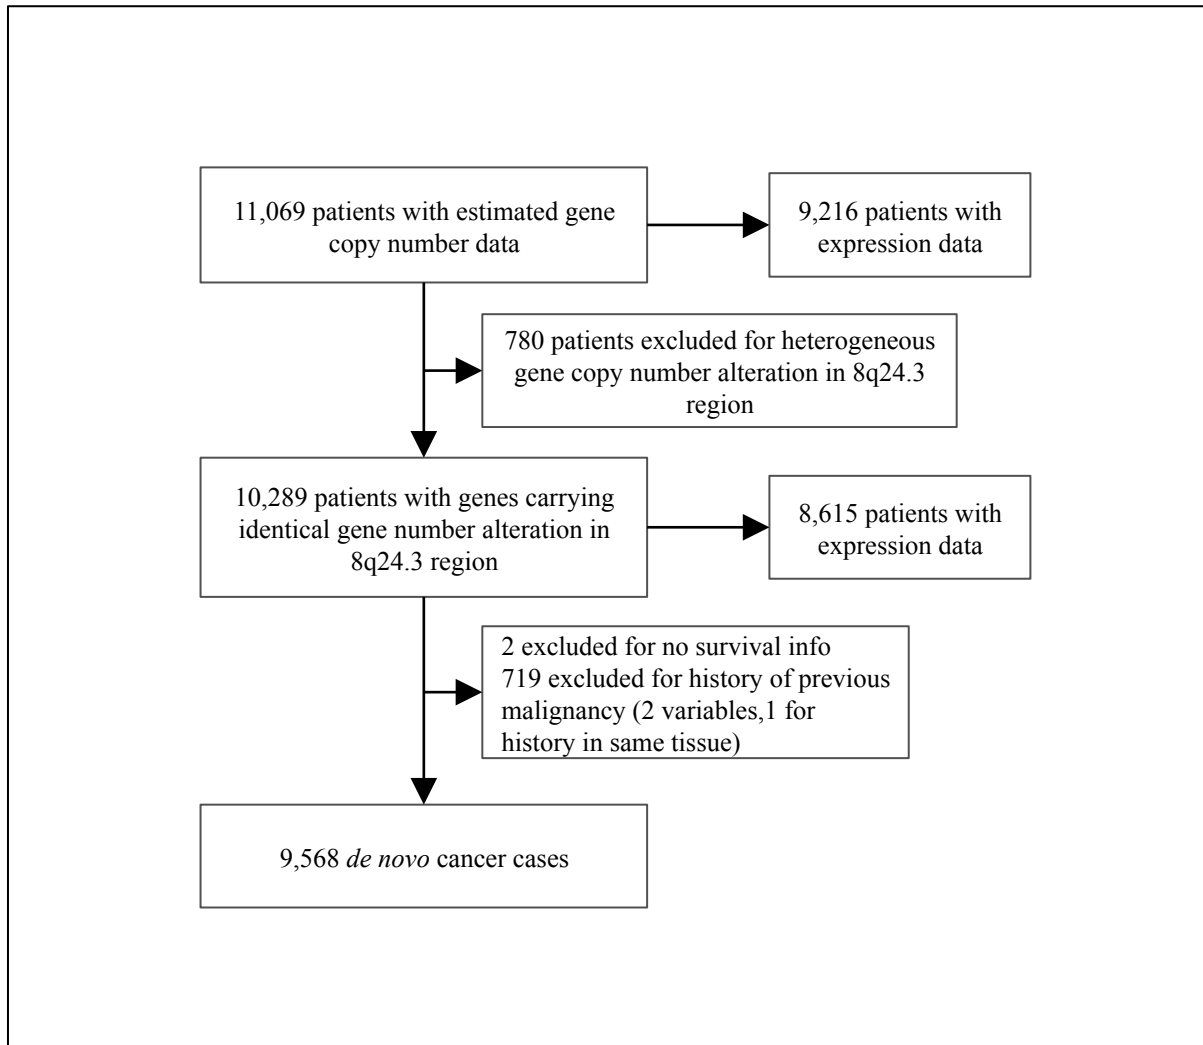 11,069 patients with estimated gene
copy number data
9,216 patients with
expression data
780 patients excluded for heterogeneous
gene copy number alteration in 8q24.3
region
10,289 patients with genes carrying
identical gene number alteration in
8q24.3 region
8,615 patients with
expression data
2 excluded for no survival info
719 excluded for history of previous
malignancy (2 variables,1 for
history in same tissue)
9,568 de novo cancer cases